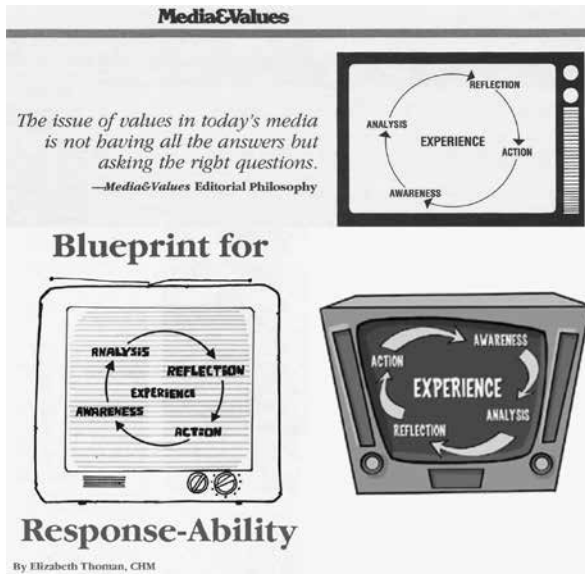 Media&Values
The issue of values in today's media
is not having all the answers but
asking the right questions.
—Media&Values Editorial Philosophy
REFLECTION
ANALYSIS
EXPERIENCE
ACTION
AWARENESS
Blueprint for
ANALYSIS
REFLECTION
EXPERIENCE
AWARENESS
ACTION
AWARENESS
ACTION
EXPERIENCE
ANALYSIS
REFLECTION
Response-Ability
By Elizabeth Thoman, CHM